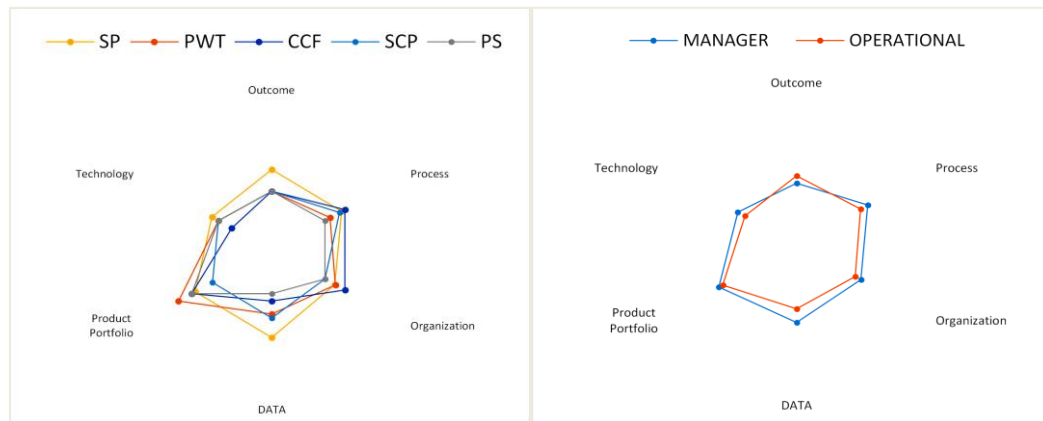 SP PWT CCF SCP PS
Outcome
Technology
Process
Product
Portfolio
Organization
DATA
MANAGER OPERATIONAL
Outcome
Technology
Process
Product
Portfolio
Organization
DATA